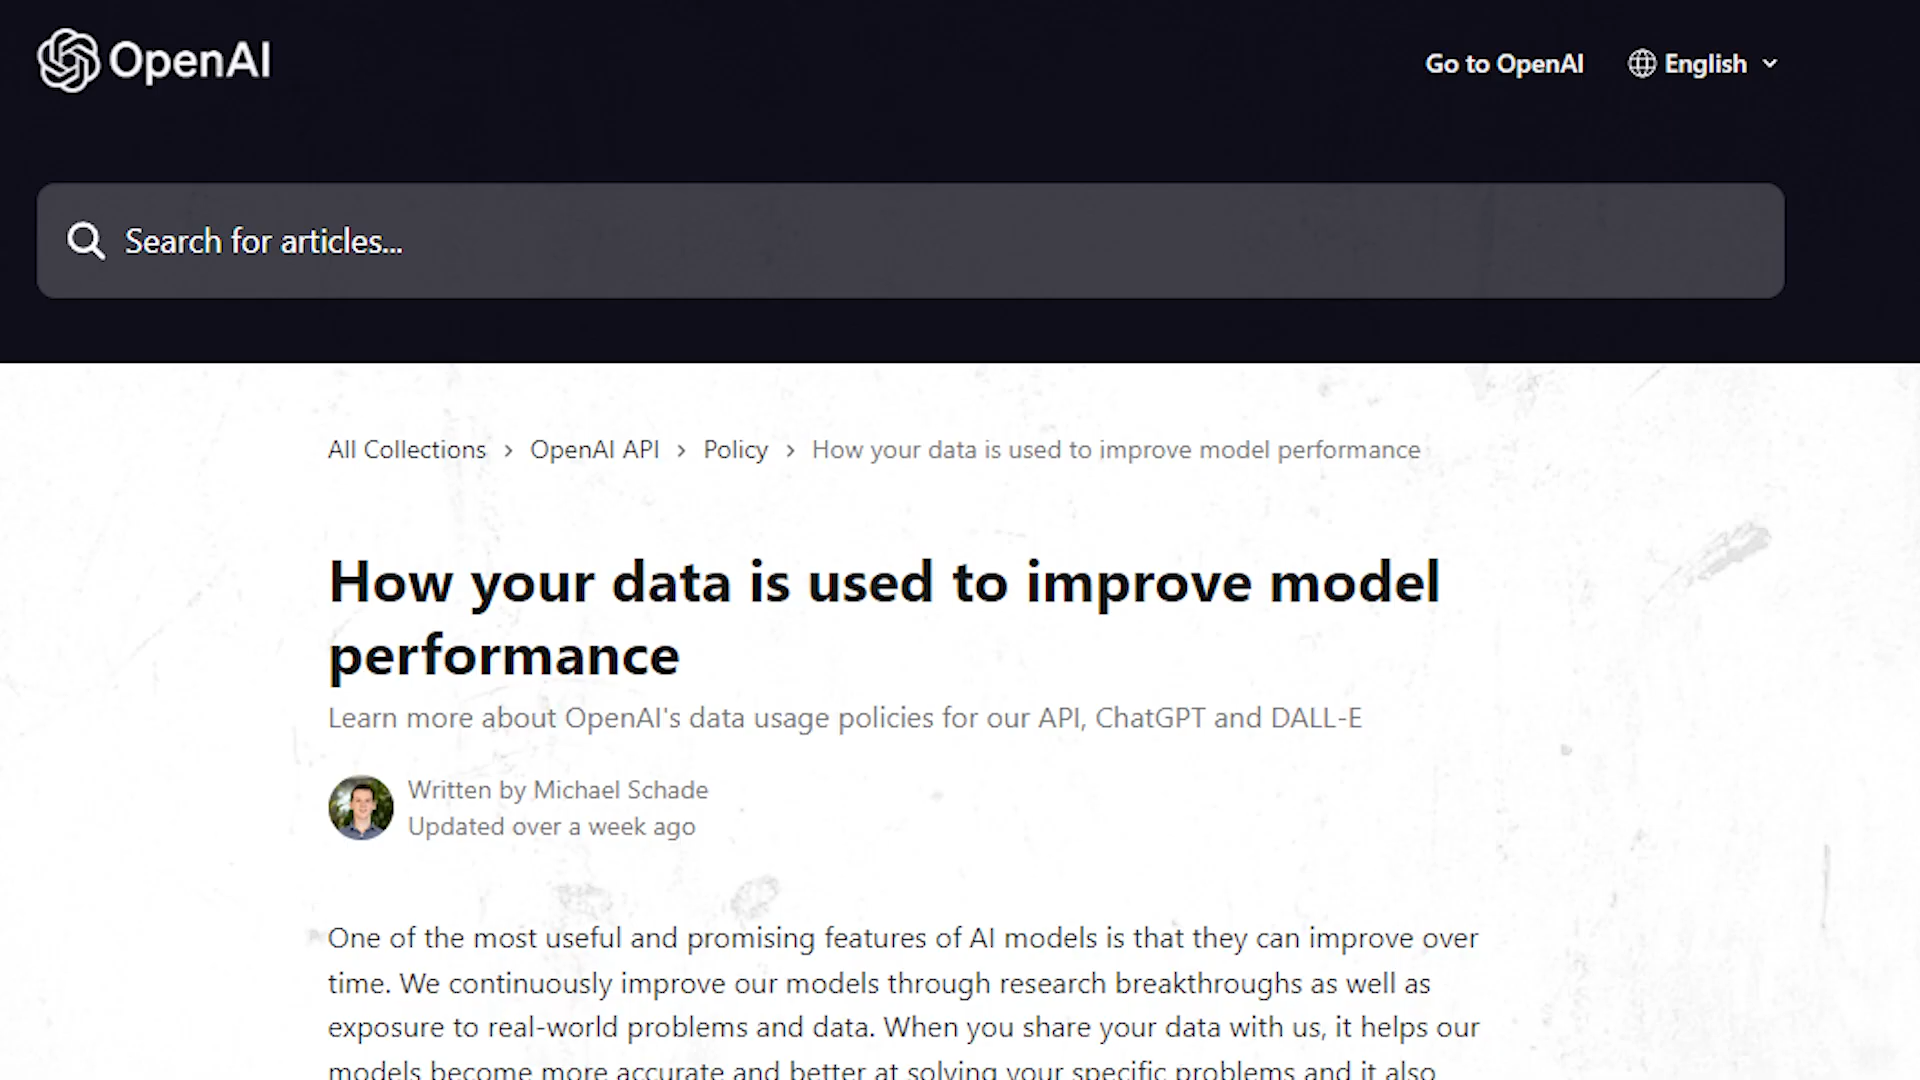 OpenAI
Go to OpenAI
English
Search for articles...
All Collections > OpenAI API > Policy > How your data is used to improve model performance
How your data is used to improve model
performance
Learn more about OpenAI's data usage policies for our API, ChatGPT and DALL-E
Written by Michael Schade
Updated over a week ago
One of the most useful and promising features of AI models is that they can improve over
time. We continuously improve our models through research breakthroughs as well as
exposure to real-world problems and data. When you share your data with us, it helps our
models become more accurate and better at solving your specific problems and it also